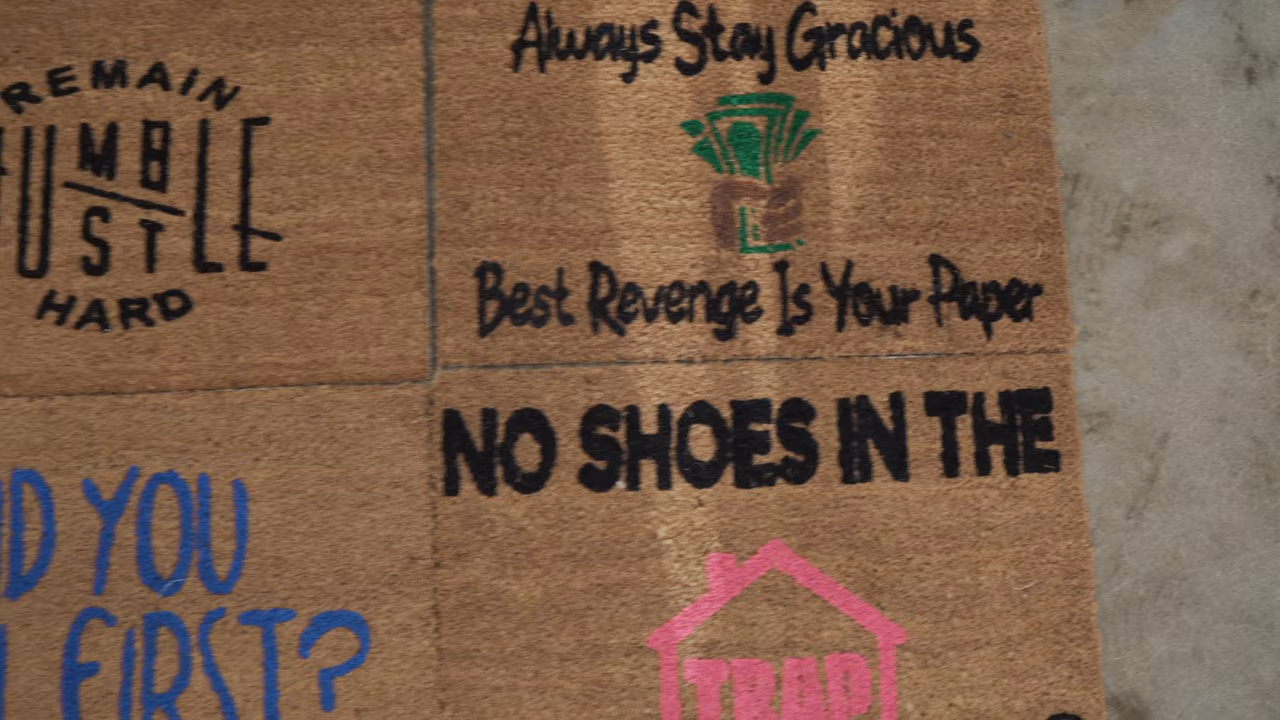 REMAIN
HUMBLE
HUSTLE
HARD
Always Stay Gracious
Best Revenge Is Your Paper
D YOU
FIRST?
NO SHOES IN THE
TRAP